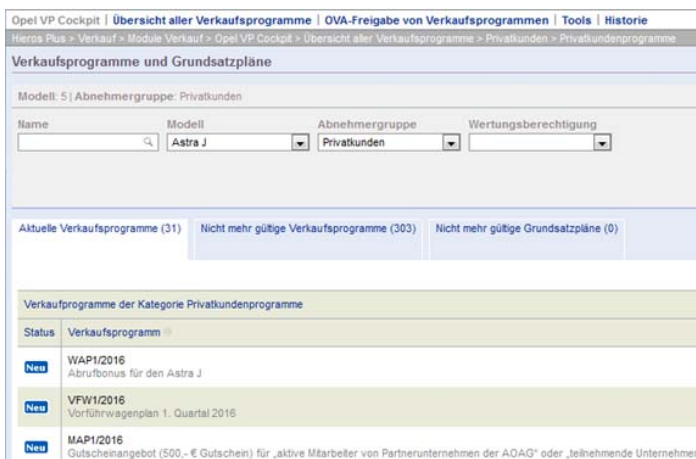 Opel VP Cockpit | Übersicht aller Verkaufsprogramme | OVA-Freigabe von Verkaufsprogrammen | Tools | Historie
Hieros Plus > Verkauf > Module Verkauf > Opel VP Cockpit > Übersicht aller Verkaufsprogramme > Privatkunden > Privatkundenprogramme
Verkaufsprogramme und Grundsatzpläne
Modell: 5 | Abnehmergruppe: Privatkunden
Name Modell Abnehmergruppe Wertungsberechtigung
Astra J Privatkunden
Aktuelle Verkaufsprogramme (31) Nicht mehr gültige Verkaufsprogramme (303) Nicht mehr gültige Grundsatzpläne (0)
Verkaufprogramme der Kategorie Privatkundenprogramme
Status Verkaufsprogramm
Neu WAP1/2016
Abrufbonus für den Astra J
Neu VFW1/2016
Vorführwagenplan 1. Quartal 2016
Neu MAP1/2016
Gutscheinangebot (500,- € Gutschein) für „aktive Mitarbeiter von Partnerunternehmen der AOAG" oder „teilnehmende Unternehme